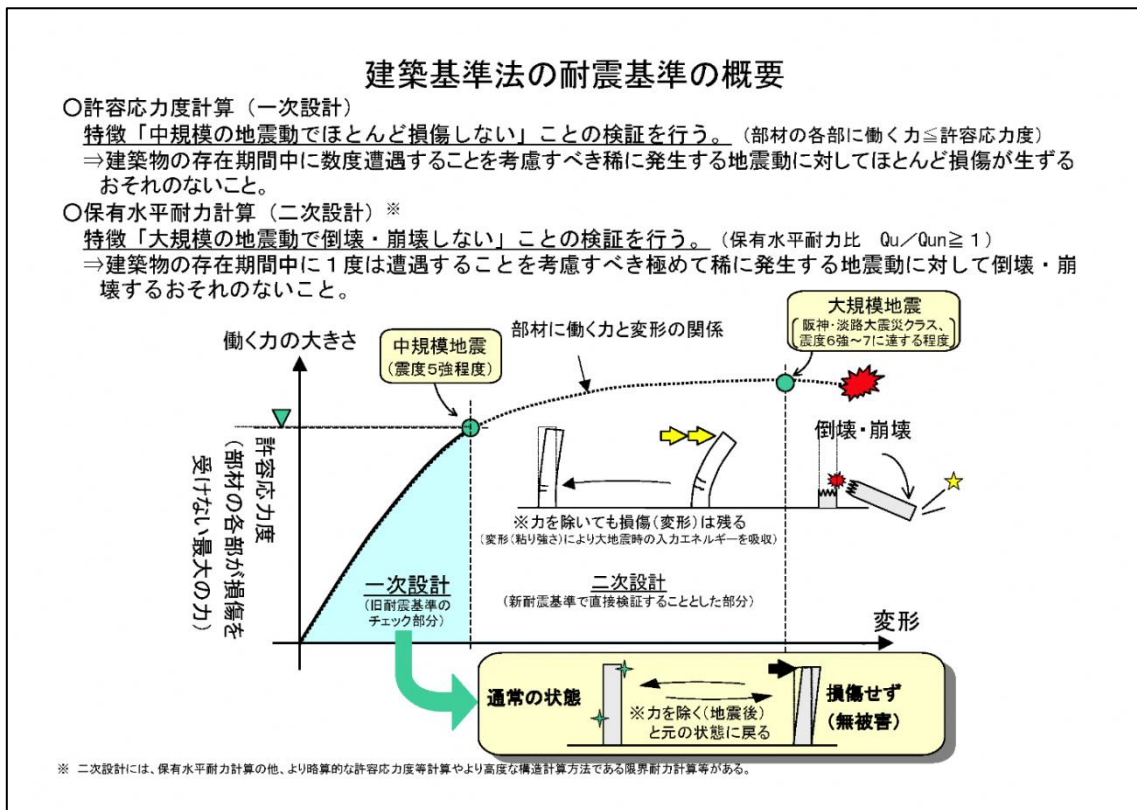 建築基準法の耐震基準の概要
○許容応力度計算（一次設計）
特徴「中規模の地震動でほとんど損傷しない」ことの検証を行う。（部材の各部に働く力≦許容応力度）
⇒建築物の存在期間中に数度遭遇することを考慮すべき稀に発生する地震動に対してほとんど損傷が生ずる
おそれのないこと。
○保有水平耐力計算（二次設計）※
特徴「大規模の地震動で倒壊・崩壊しない」ことの検証を行う。（保有水平耐力比　Qu／Qun≧１）
⇒建築物の存在期間中に１度は遭遇することを考慮すべき極めて稀に発生する地震動に対して倒壊・崩
壊するおそれのないこと。
働く力の大きさ
中規模地震
（震度５強程度）
部材に働く力と変形の関係
大規模地震
阪神・淡路大震災クラス、
震度６強～７に達する程度
許容応力度
（部材の各部が損傷を
受けない最大の力）
倒壊・崩壊
※力を除いても損傷（変形）は残る
（変形（粘り強さ）により大地震時の入力エネルギーを吸収）
一次設計
（旧耐震基準の
チェック部分）
二次設計
（新耐震基準で直接検証することとした部分）
変形
通常の状態
※力を除く（地震後）
と元の状態に戻る
損傷せず
（無被害）
※　二次設計には、保有水平耐力計算の他、より略算的な許容応力度等計算やより高度な構造計算方法である限界耐力計算等がある。